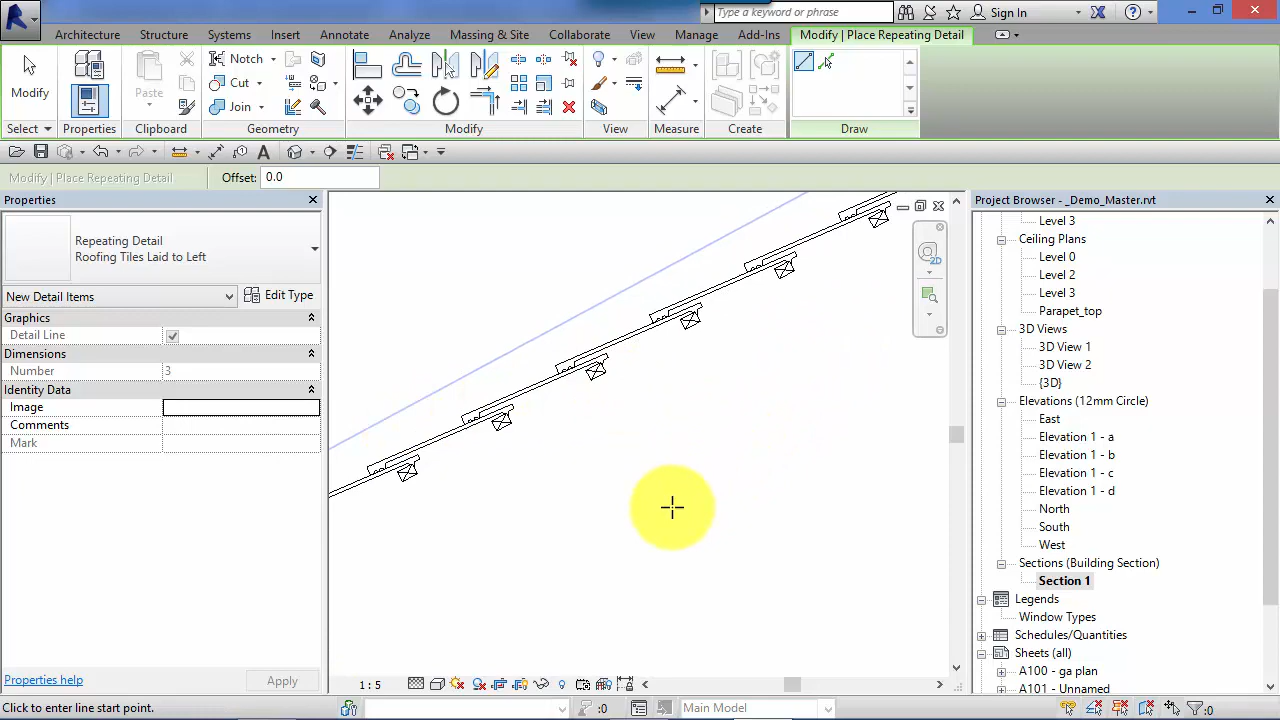 Type a keyword or phrase
Sign In
Architecture Structure Systems Insert Annotate Analyze Massing & Site Collaborate View Manage Add-Ins Modify | Place Repeating Detail
Modify
Paste
Notch
Cut
Join
Select Properties Clipboard Geometry Modify View Measure Create Draw
Modify | Place Repeating Detail Offset: 0.0
Properties
Repeating Detail
Roofing Tiles Laid to Left
New Detail Items Edit Type
Graphics
Detail Line
Dimensions
Number 3
Identity Data
Image
Comments
Mark
Properties help Apply
2D
1 : 5
Project Browser - _Demo_Master.rvt
Level 3
Ceiling Plans
Level 0
Level 2
Level 3
Parapet_top
3D Views
3D View 1
3D View 2
{3D}
Elevations (12mm Circle)
East
Elevation 1 - a
Elevation 1 - b
Elevation 1 - c
Elevation 1 - d
North
South
West
Sections (Building Section)
Section 1
Legends
Window Types
Schedules/Quantities
Sheets (all)
A100 - ga plan
A101 - Unnamed
Click to enter line start point. :0 Main Model :0